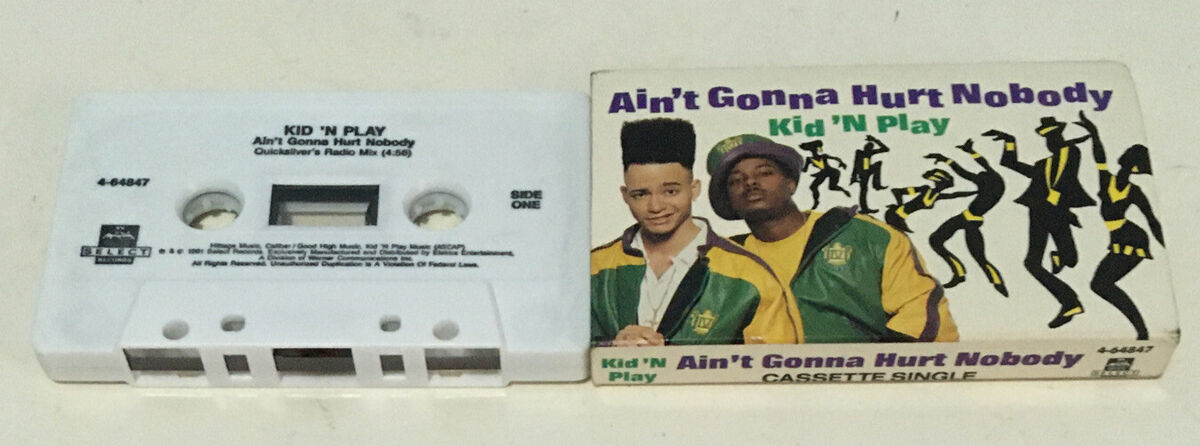 KID 'N PLAY
Ain't Gonna Hurt Nobody
Quicksilver's Radio Mix (4:56)
4-64847
SIDE
ONE
SELECT
RECORDS
Hittage Music, Caliber / Good High Music, Kid 'N Play Music (ASCAP).
℗ & © 1991 Select Records. Exclusively Manufactured and Distributed by Elektra Entertainment,
A Division of Warner Communications Inc.
All Rights Reserved. Unauthorized Duplication Is A Violation Of Federal Laws.
Ain't Gonna Hurt Nobody
Kid 'N Play
Kid 'N
Play
Ain't Gonna Hurt Nobody
CASSETTE SINGLE
4-64847
SELECT